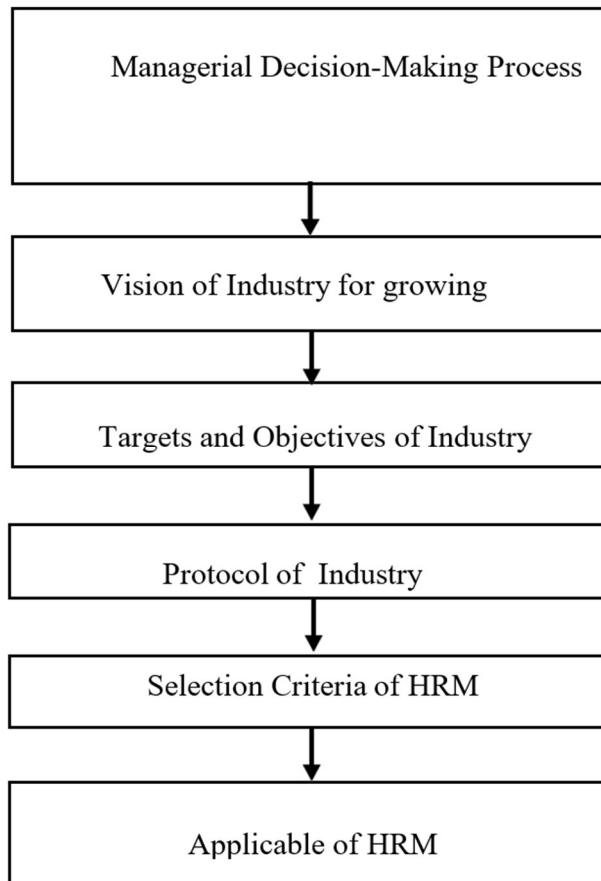 Managerial Decision-Making Process
Vision of Industry for growing
Targets and Objectives of Industry
Protocol of Industry
Selection Criteria of HRM
Applicable of HRM